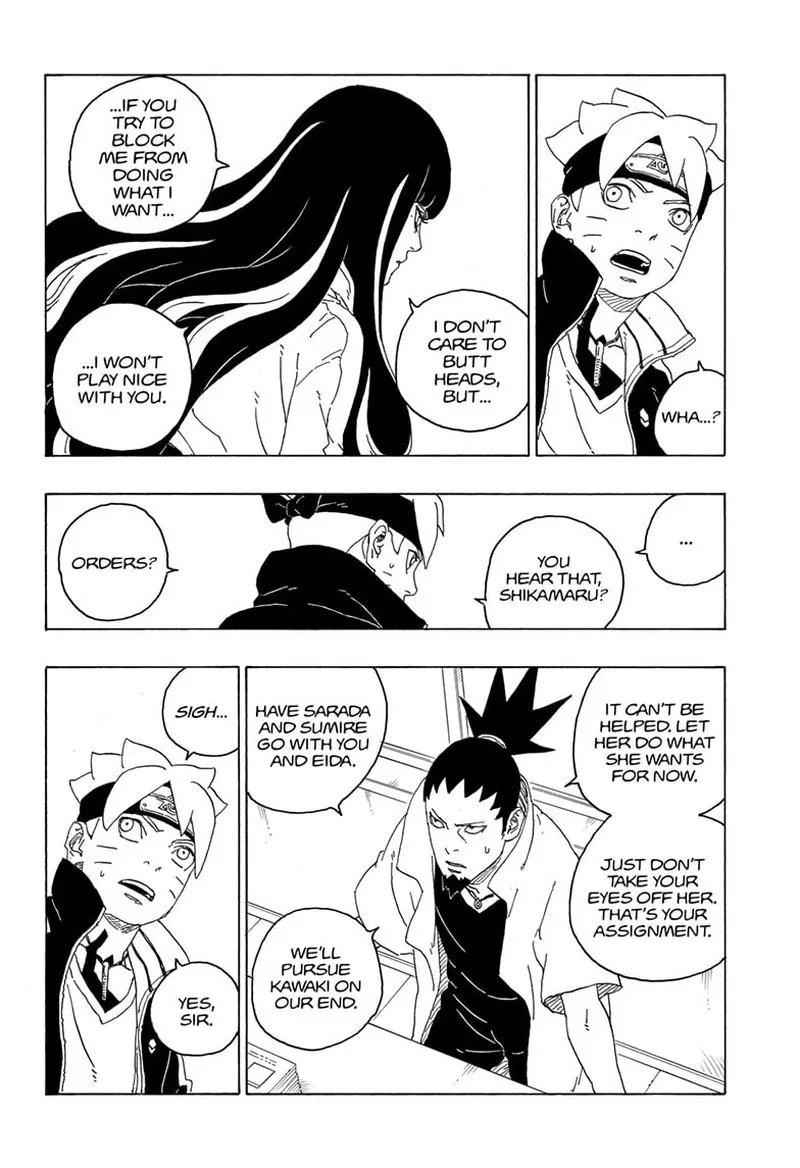 WHA...?
I DON'T
CARE TO
BUTT
HEADS,
BUT...
...IF YOU
TRY TO
BLOCK
ME FROM
DOING
WHAT I
WANT...
...I WON'T
PLAY NICE
WITH YOU.
...
YOU
HEAR THAT,
SHIKAMARU?
ORDERS?
IT CAN'T BE
HELPED. LET
HER DO WHAT
SHE WANTS
FOR NOW.
JUST DON'T
TAKE YOUR
EYES OFF HER.
THAT'S YOUR
ASSIGNMENT.
HAVE SARADA
AND SUMIRE
GO WITH YOU
AND EIDA.
WE'LL
PURSUE
KAWAKI ON
OUR END.
SIGH...
YES,
SIR.